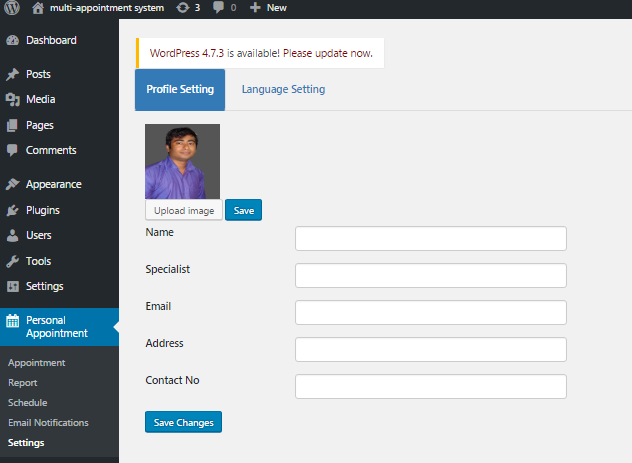 multi-appointment system 3 0 New
Dashboard
Posts
Media
Pages
Comments
Appearance
Plugins
Users
Tools
Settings
Personal
Appointment
Appointment
Report
Schedule
Email Notifications
Settings
WordPress 4.7.3 is available! Please update now.
Profile Setting Language Setting
Upload image Save
Name
Specialist
Email
Address
Contact No
Save Changes